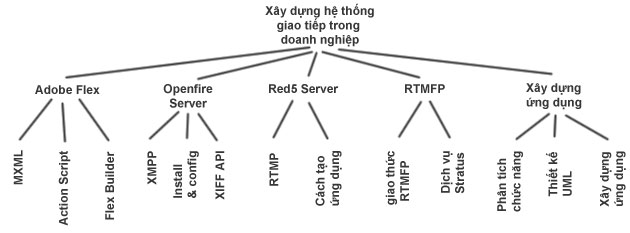 Xây dựng hệ thống
giao tiếp trong
doanh nghiệp
Adobe Flex
Openfire
Server
Red5 Server
RTMFP
Xây dựng
ứng dụng
MXML
Action Script
Flex Builder
XMPP
Install
& config
XIFF API
RTMP
Cách tạo
ứng dụng
giao thức
RTMFP
Dịch vụ
Stratus
Phân tích
chức năng
Thiết kế
UML
Xây dựng
ứng dụng